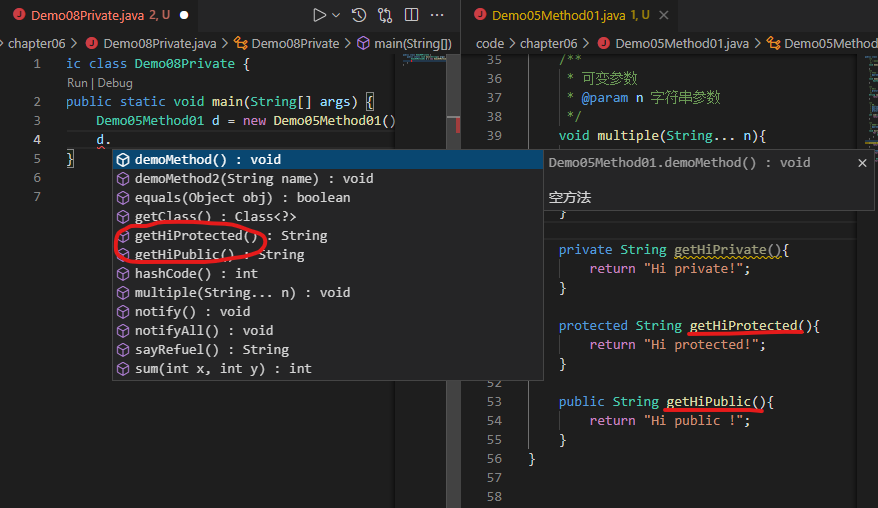 Demo08Private.java 2, U
> chapter06 > Demo08Private.java > Demo08Private > main(String[])
1 ic class Demo08Private {
Run | Debug
2 public static void main(String[] args) {
3 Demo05Method01 d = new Demo05Method01()
4 d.
5 }
6
7
demoMethod() : void
demoMethod2(String name) : void
equals(Object obj) : boolean
getClass() : Class<?>
getHiProtected() : String
getHiPublic() : String
hashCode() : int
multiple(String... n) : void
notify() : void
notifyAll() : void
sayRefuel() : String
sum(int x, int y) : int
Demo05Method01.demoMethod() : void
空方法
Demo05Method01.java 1, U
code > chapter06 > Demo05Method01.java > Demo05Method
35 /**
36 * 可变参数
37 * @param n 字符串参数
38 */
39 void multiple(String... n){
}
private String getHiPrivate(){
return "Hi private!";
}
protected String getHiProtected(){
return "Hi protected!";
}
52
53 public String getHiPublic(){
54 return "Hi public !";
55 }
56 }
57
58